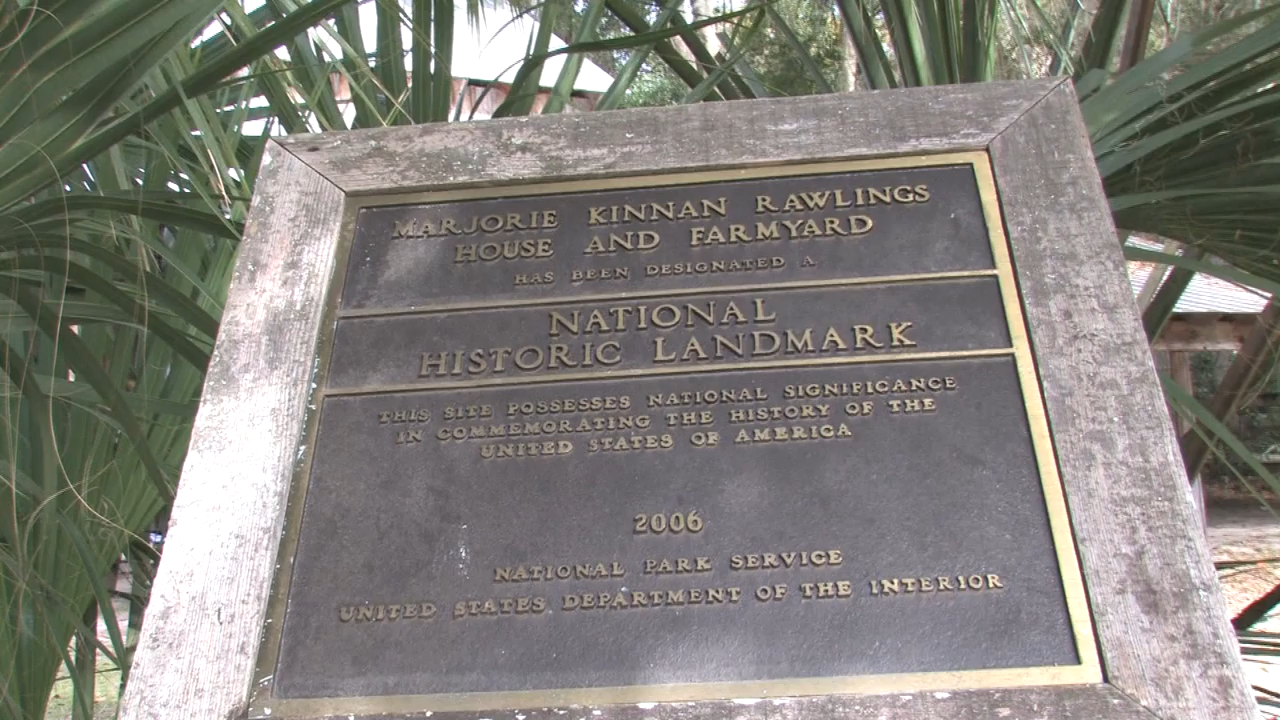 MARJORIE KINNAN RAWLINGS
HOUSE AND FARMYARD
HAS BEEN DESIGNATED A
NATIONAL
HISTORIC LANDMARK
THIS SITE POSSESSES NATIONAL SIGNIFICANCE
IN COMMEMORATING THE HISTORY OF THE
UNITED STATES OF AMERICA
2006
NATIONAL PARK SERVICE
UNITED STATES DEPARTMENT OF THE INTERIOR